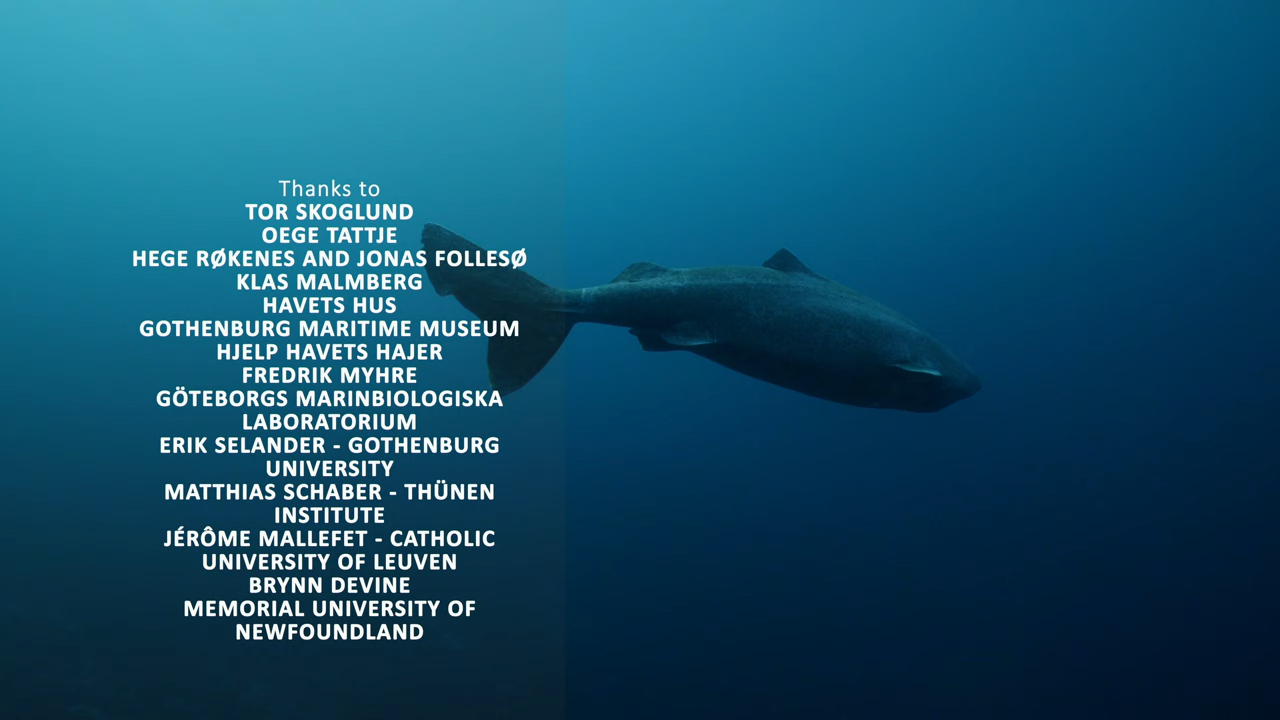 Thanks to
TOR SKOGLUND
OEGE TATTJE
HEGE RØKENES AND JONAS FOLLESØ
KLAS MALMBERG
HAVETS HUS
GOTHENBURG MARITIME MUSEUM
HJELP HAVETS HAJER
FREDRIK MYHRE
GÖTEBORGS MARINBIOLOGISKA
LABORATORIUM
ERIK SELANDER - GOTHENBURG
UNIVERSITY
MATTHIAS SCHABER - THÜNEN
INSTITUTE
JÉRÔME MALLEFET - CATHOLIC
UNIVERSITY OF LEUVEN
BRYNN DEVINE
MEMORIAL UNIVERSITY OF
NEWFOUNDLAND